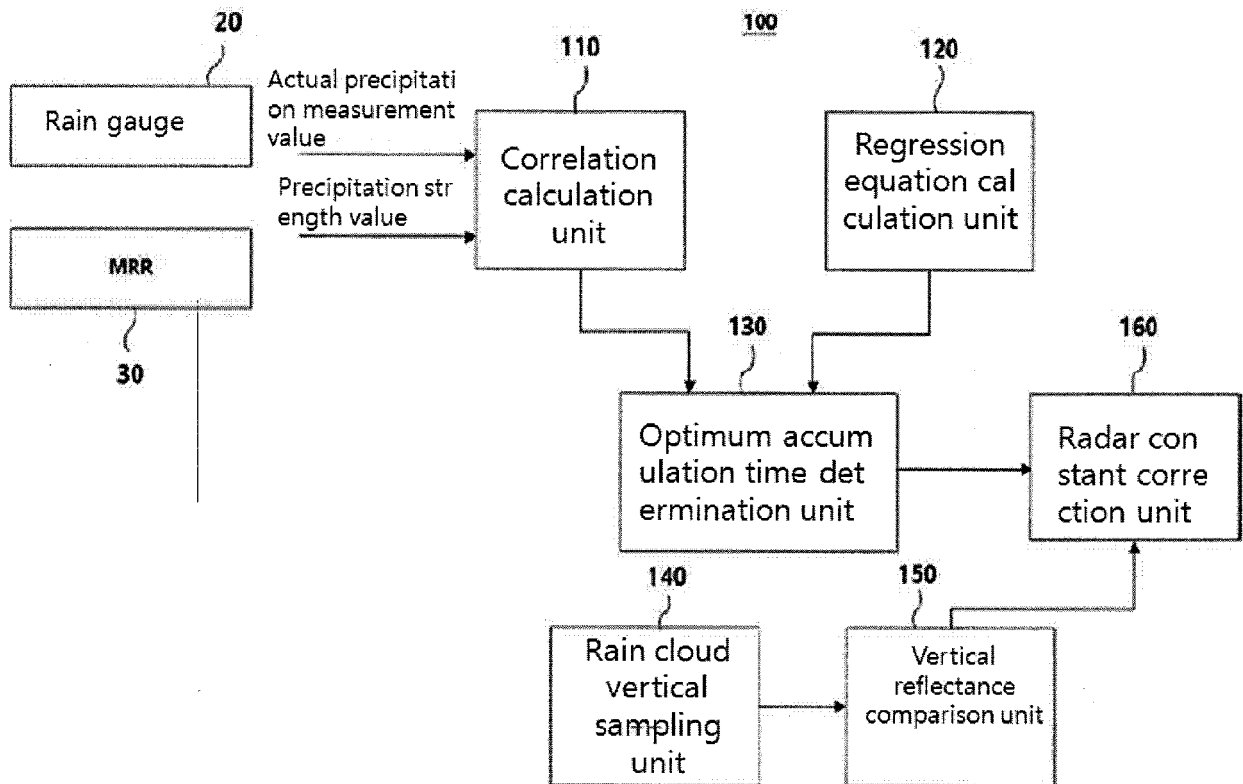 20
100
110
120
Rain gauge
Actual precipitati
on measurement
value
Precipitation str
ength value
Correlation
calculation
unit
Regression
equation cal
culation unit
MRR
30
130
160
Optimum accum
ulation time det
ermination unit
Radar con
stant corre
ction unit
140
150
Rain cloud
vertical
sampling
unit
Vertical
reflectance
comparison unit